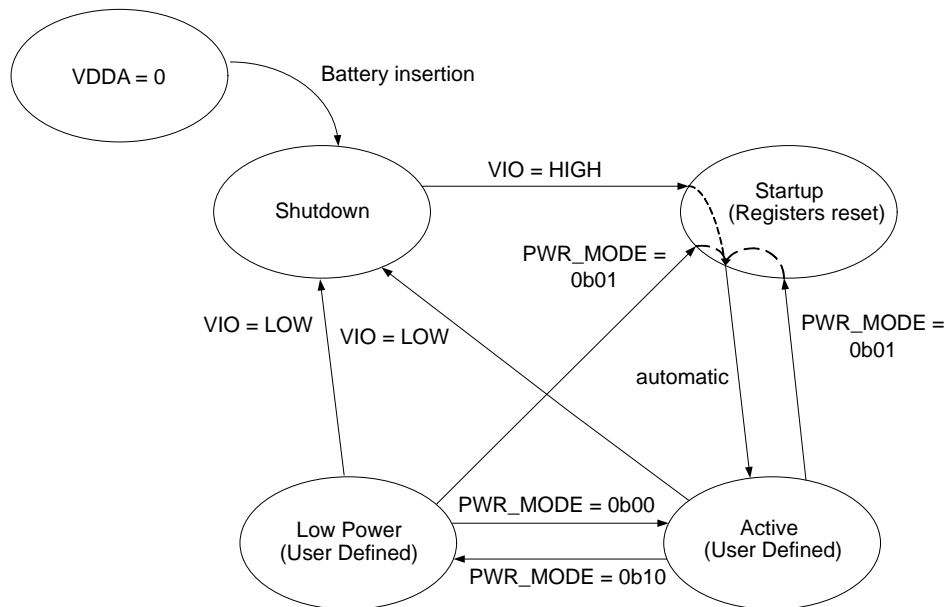 VDDA = 0
Battery insertion
Shutdown
VIO = HIGH
Startup
(Registers reset)
PWR_MODE =
0b01
VIO = LOW
VIO = LOW
PWR_MODE =
0b01
automatic
Low Power
(User Defined)
PWR_MODE = 0b00
PWR_MODE = 0b10
Active
(User Defined)